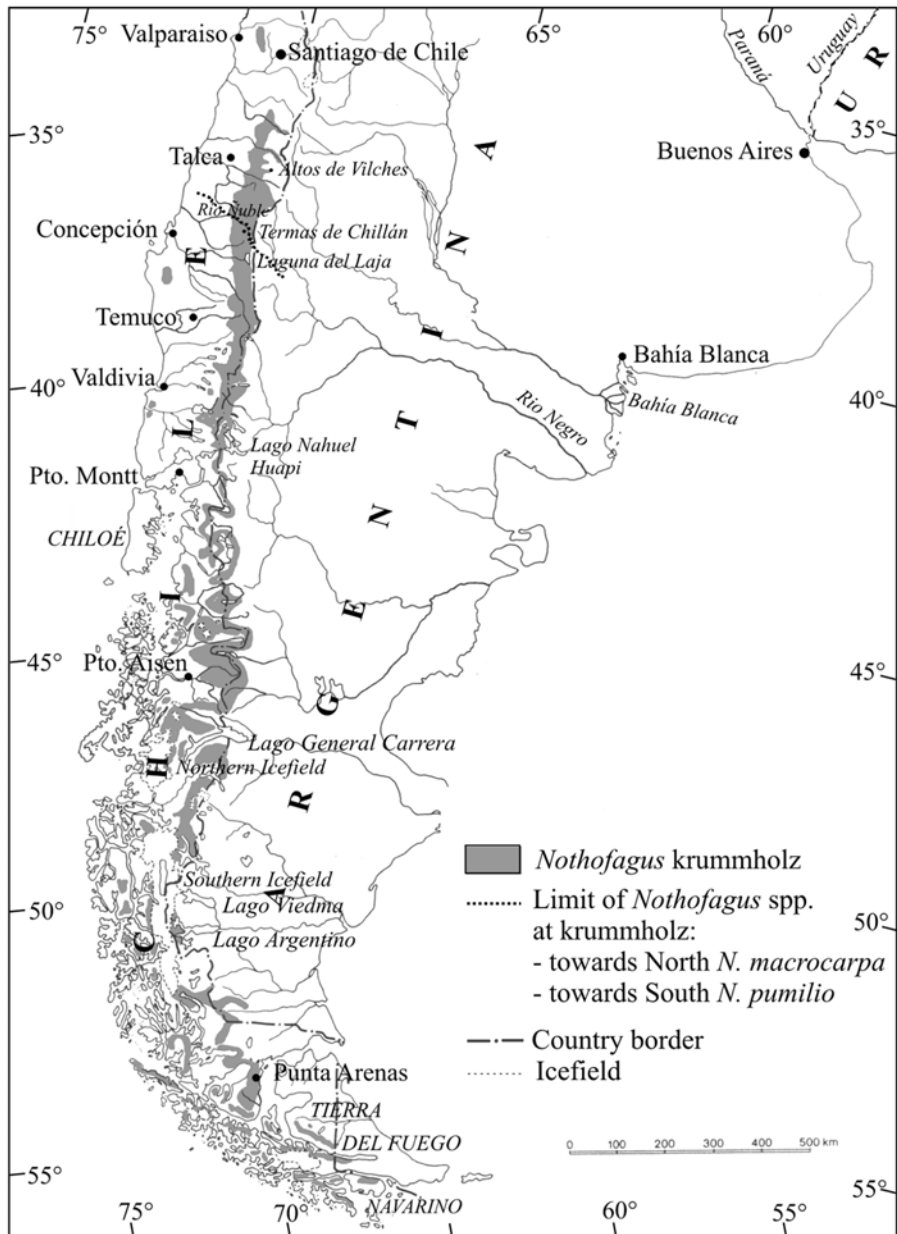 75°
70°
65°
60°
Valparaiso
Santiago de Chile
Paraná
Uruguay
U R
35°
35°
Talca
Altos de Vilches
Buenos Aires
Rio Ñuble
Concepción
Termas de Chillán
Laguna del Laja
Temuco
Bahía Blanca
Valdivia
40°
40°
Bahía Blanca
Rio Negro
Lago Nahuel
Huapi
Pto. Montt
CHILOÉ
45°
45°
Pto. Aisén
Lago General Carrera
Northern Icefield
C H I L E
A R G E N T I N A
Southern Icefield
Lago Viedma
Lago Argentino
50°
50°
Punta Arenas
TIERRA
DEL FUEGO
NAVARINO
55°
55°
Nothofagus krummholz
Limit of Nothofagus spp.
at krummholz:
- towards North N. macrocarpa
- towards South N. pumilio
Country border
Icefield
0 100 200 300 400 500 km
75°
70°
60°
55°